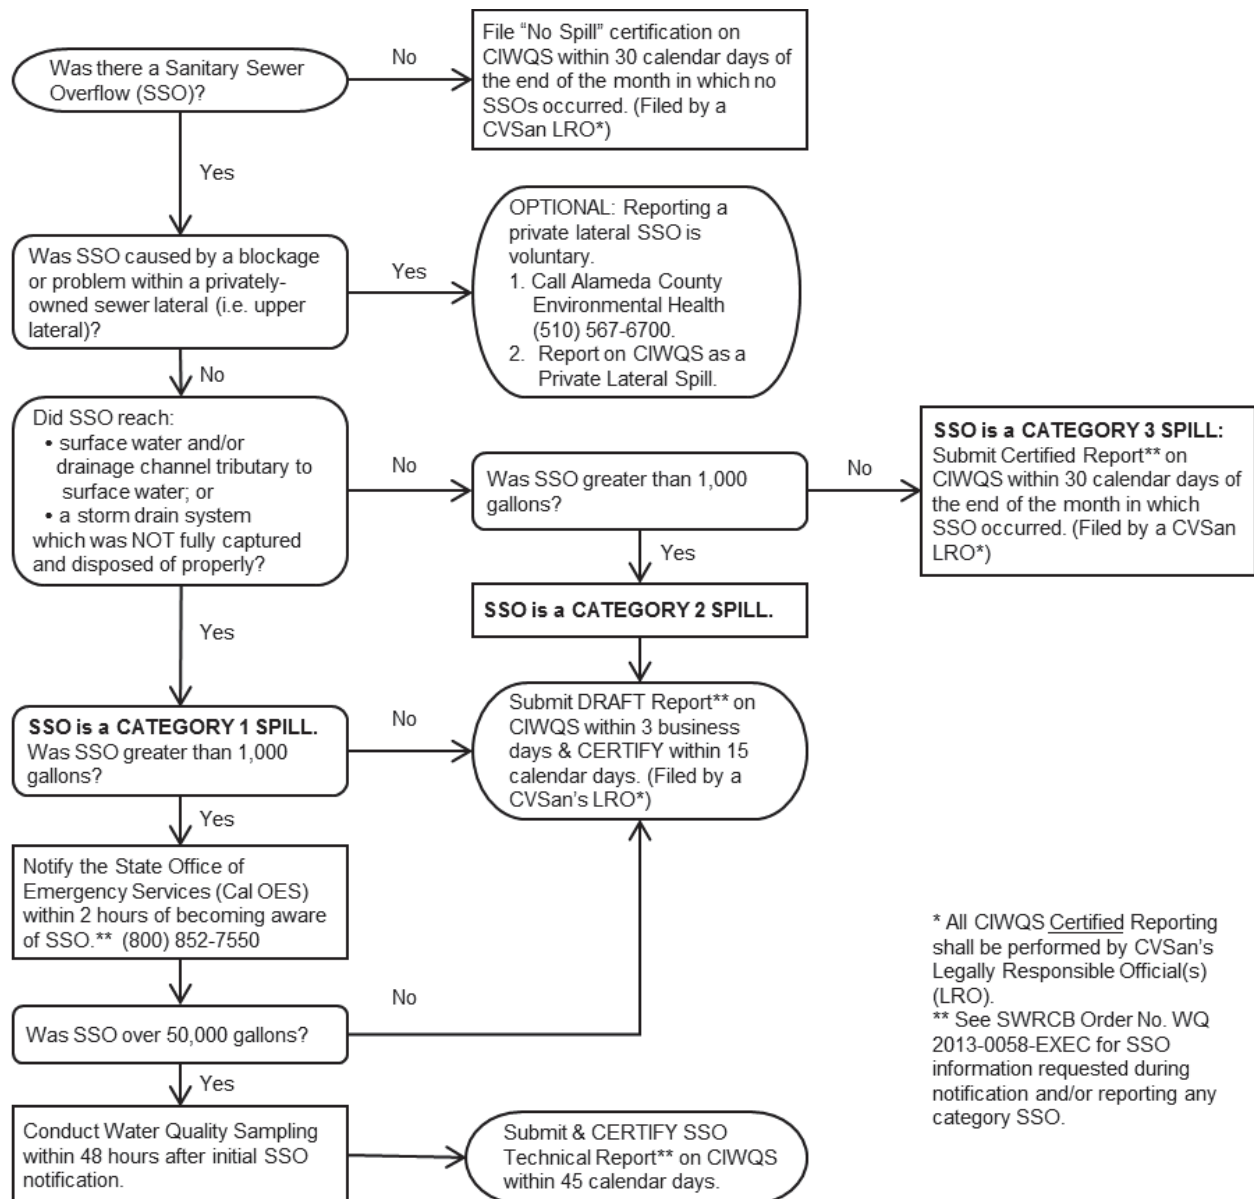 Was there a Sanitary Sewer
Overflow (SSO)?
No
File “No Spill” certification on
CIWQS within 30 calendar days of
the end of the month in which no
SSOs occurred. (Filed by a
CVSan LRO*)
Yes
Was SSO caused by a blockage
or problem within a privately-
owned sewer lateral (i.e. upper
lateral)?
Yes
OPTIONAL: Reporting a
private lateral SSO is
voluntary.
1. Call Alameda County
Environmental Health
(510) 567-6700.
2. Report on CIWQS as a
Private Lateral Spill.
No
Did SSO reach:
• surface water and/or
drainage channel tributary to
surface water; or
• a storm drain system
which was NOT fully captured
and disposed of properly?
No
Was SSO greater than 1,000
gallons?
No
SSO is a CATEGORY 3 SPILL:
Submit Certified Report** on
CIWQS within 30 calendar days of
the end of the month in which
SSO occurred. (Filed by a CVSan
LRO*)
Yes
SSO is a CATEGORY 2 SPILL.
Yes
SSO is a CATEGORY 1 SPILL.
Was SSO greater than 1,000
gallons?
No
Submit DRAFT Report** on
CIWQS within 3 business
days & CERTIFY within 15
calendar days. (Filed by a
CVSan’s LRO*)
Yes
Notify the State Office of
Emergency Services (Cal OES)
within 2 hours of becoming aware
of SSO.** (800) 852-7550
Was SSO over 50,000 gallons?
No
Yes
Conduct Water Quality Sampling
within 48 hours after initial SSO
notification.
Submit & CERTIFY SSO
Technical Report** on CIWQS
within 45 calendar days.
* All CIWQS Certified Reporting
shall be performed by CVSan’s
Legally Responsible Official(s)
(LRO).
** See SWRCB Order No. WQ
2013-0058-EXEC for SSO
information requested during
notification and/or reporting any
category SSO.